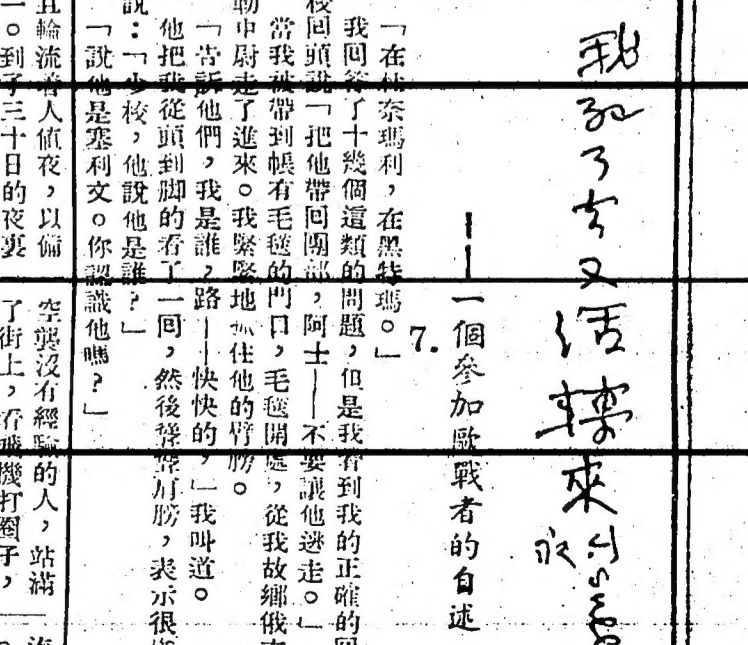 我死了去又活轉來
——一個參加歐戰者的自述
7.
「在林奈瑪利,在黑特瑪。」
我回答了十幾個這類的問題,但是我看到我的正確的回
校回頭說「把他帶回團部,阿士——不要讓他逃走。」
當我被帶到帳有毛毯的門口,毛毯開處,從我故鄉俄
勒中尉走了進來。我緊緊地抓住他的臂膀。
「告訴他們,我是誰,路——快快的,」我叫道。
他把我從頭到脚的看了一回,然後聳聳肩膀,表示很
說:「少校,他說他是誰?」
「說他是塞利文。你認識他嗎?」
且輪流着人値夜,以備
一。到了三十日的夜裏
空襲沒有經驗的人,站滿
了街上,看飛機打圈子,